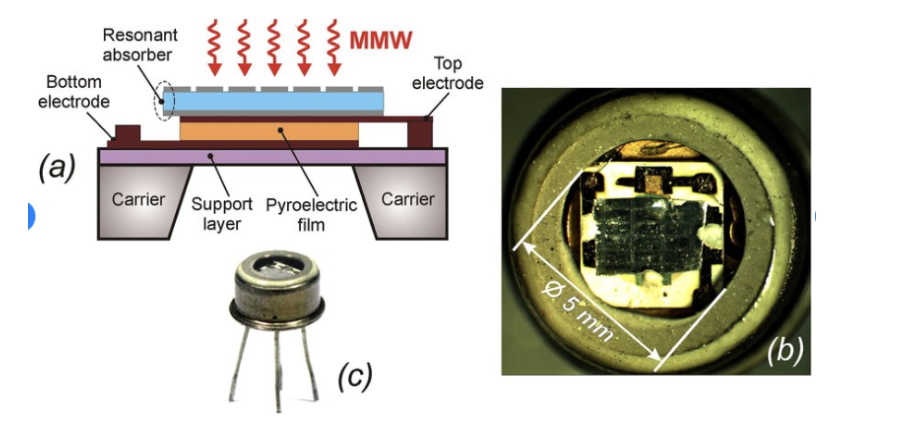 Resonant
absorber
MMW
Bottom
electrode
Top
electrode
(a)
Carrier
Support
layer
Pyroelectric
film
Carrier
(c)
Ø 5 mm
(b)